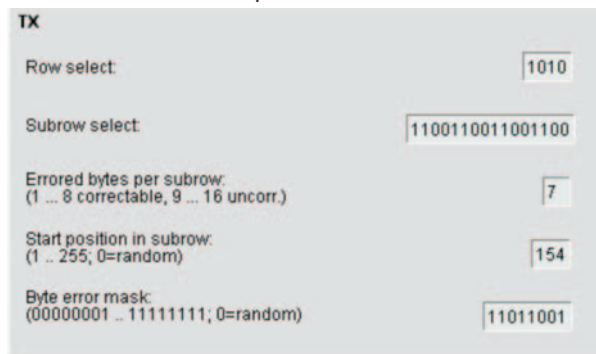 TX
Row select: 1010
Subrow select: 1100110011001100
Errored bytes per subrow:
(1 ... 8 correctable, 9 ... 16 uncorr.) 7
Start position in subrow:
(1 .. 255; 0=random) 154
Byte error mask:
(00000001 .. 11111111; 0=random) 11011001